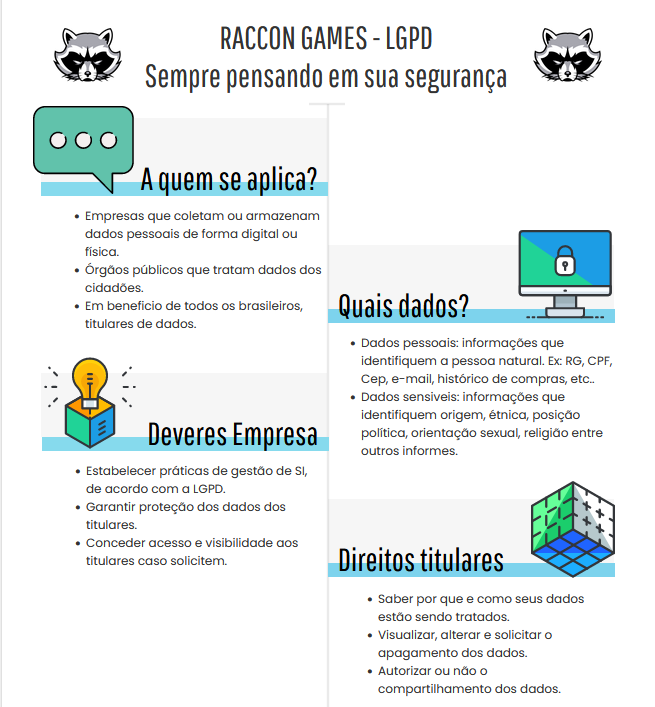 RACCON GAMES - LGPD
Sempre pensando em sua segurança
A quem se aplica?
• Empresas que coletam ou armazenam
dados pessoais de forma digital ou
física.
• Órgãos públicos que tratam dados dos
cidadões.
• Em beneficio de todos os brasileiros,
titulares de dados.
Quais dados?
• Dados pessoais: informações que
identifiquem a pessoa natural. Ex: RG, CPF,
Cep, e-mail, histórico de compras, etc..
• Dados sensiveis: informações que
identifiquem origem, étnica, posição
política, orientação sexual, religião entre
outros informes.
Deveres Empresa
• Estabelecer práticas de gestão de SI,
de acordo com a LGPD.
• Garantir proteção dos dados dos
titulares.
• Conceder acesso e visibilidade aos
titulares caso solicitem.
Direitos titulares
• Saber por que e como seus dados
estão sendo tratados.
• Visualizar, alterar e solicitar o
apagamento dos dados.
• Autorizar ou não o
compartilhamento dos dados.